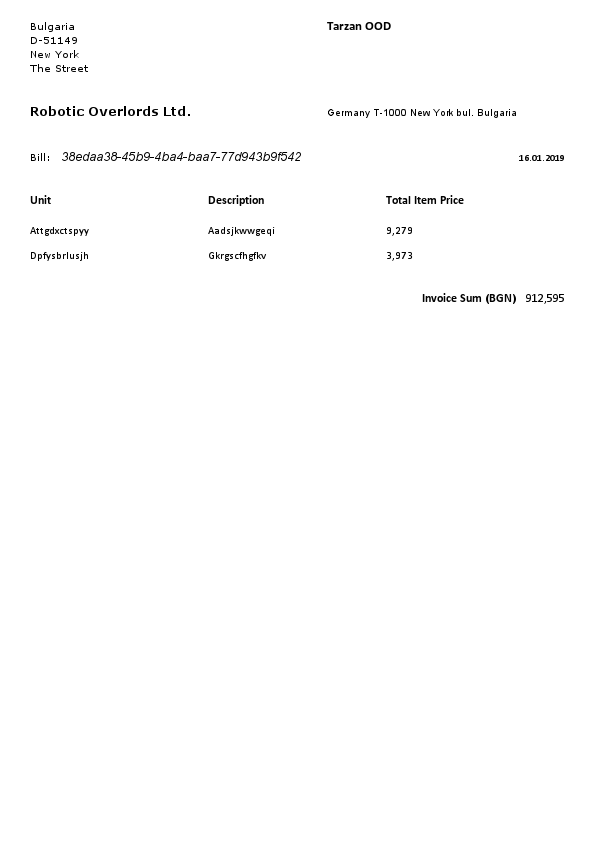 Bulgaria
D-51149
New York
The Street
Tarzan OOD
Robotic Overlords Ltd.
Germany T-1000 New York bul. Bulgaria
Bill: 38edaa38-45b9-4ba4-baa7-77d943b9f542
16.01.2019
Unit Description Total Item Price
Attgdxctspyy Aadsjkwwgeqi 9,279
Dpfysbrlusjh Gkrgscfhgfkv 3,973
Invoice Sum (BGN) 912,595